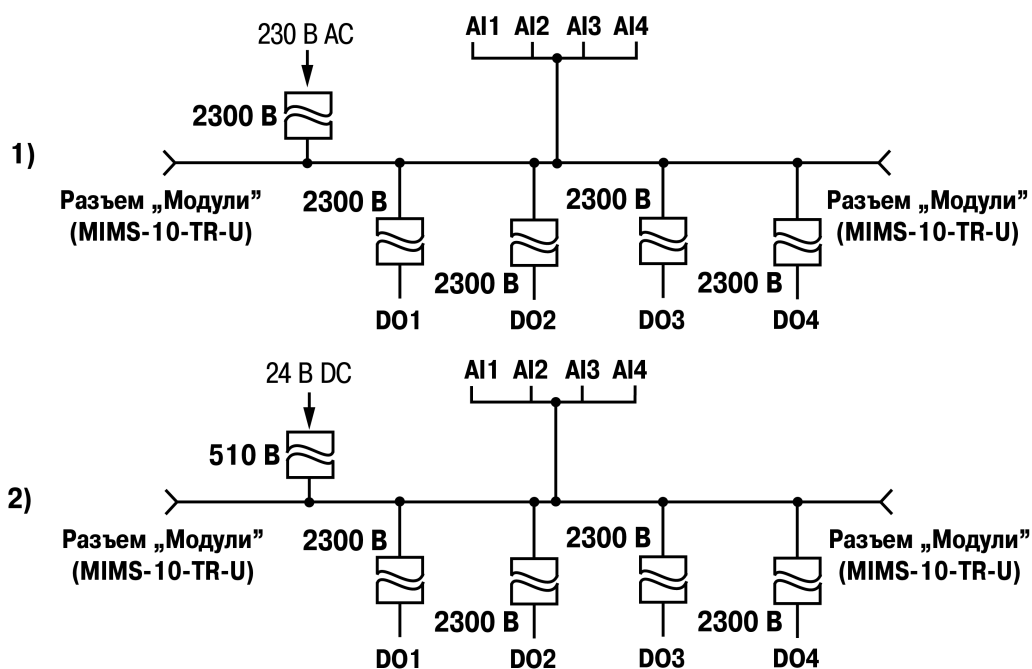 230 В AC
AI1 AI2 AI3 AI4
2300 В
1)
Разъем „Модули”
(MIMS-10-TR-U)
2300 В
2300 В
Разъем „Модули”
(MIMS-10-TR-U)
2300 В
2300 В
DO1 DO2 DO3 DO4
24 В DC
AI1 AI2 AI3 AI4
510 В
2)
Разъем „Модули”
(MIMS-10-TR-U)
2300 В
2300 В
Разъем „Модули”
(MIMS-10-TR-U)
2300 В
2300 В
DO1 DO2 DO3 DO4